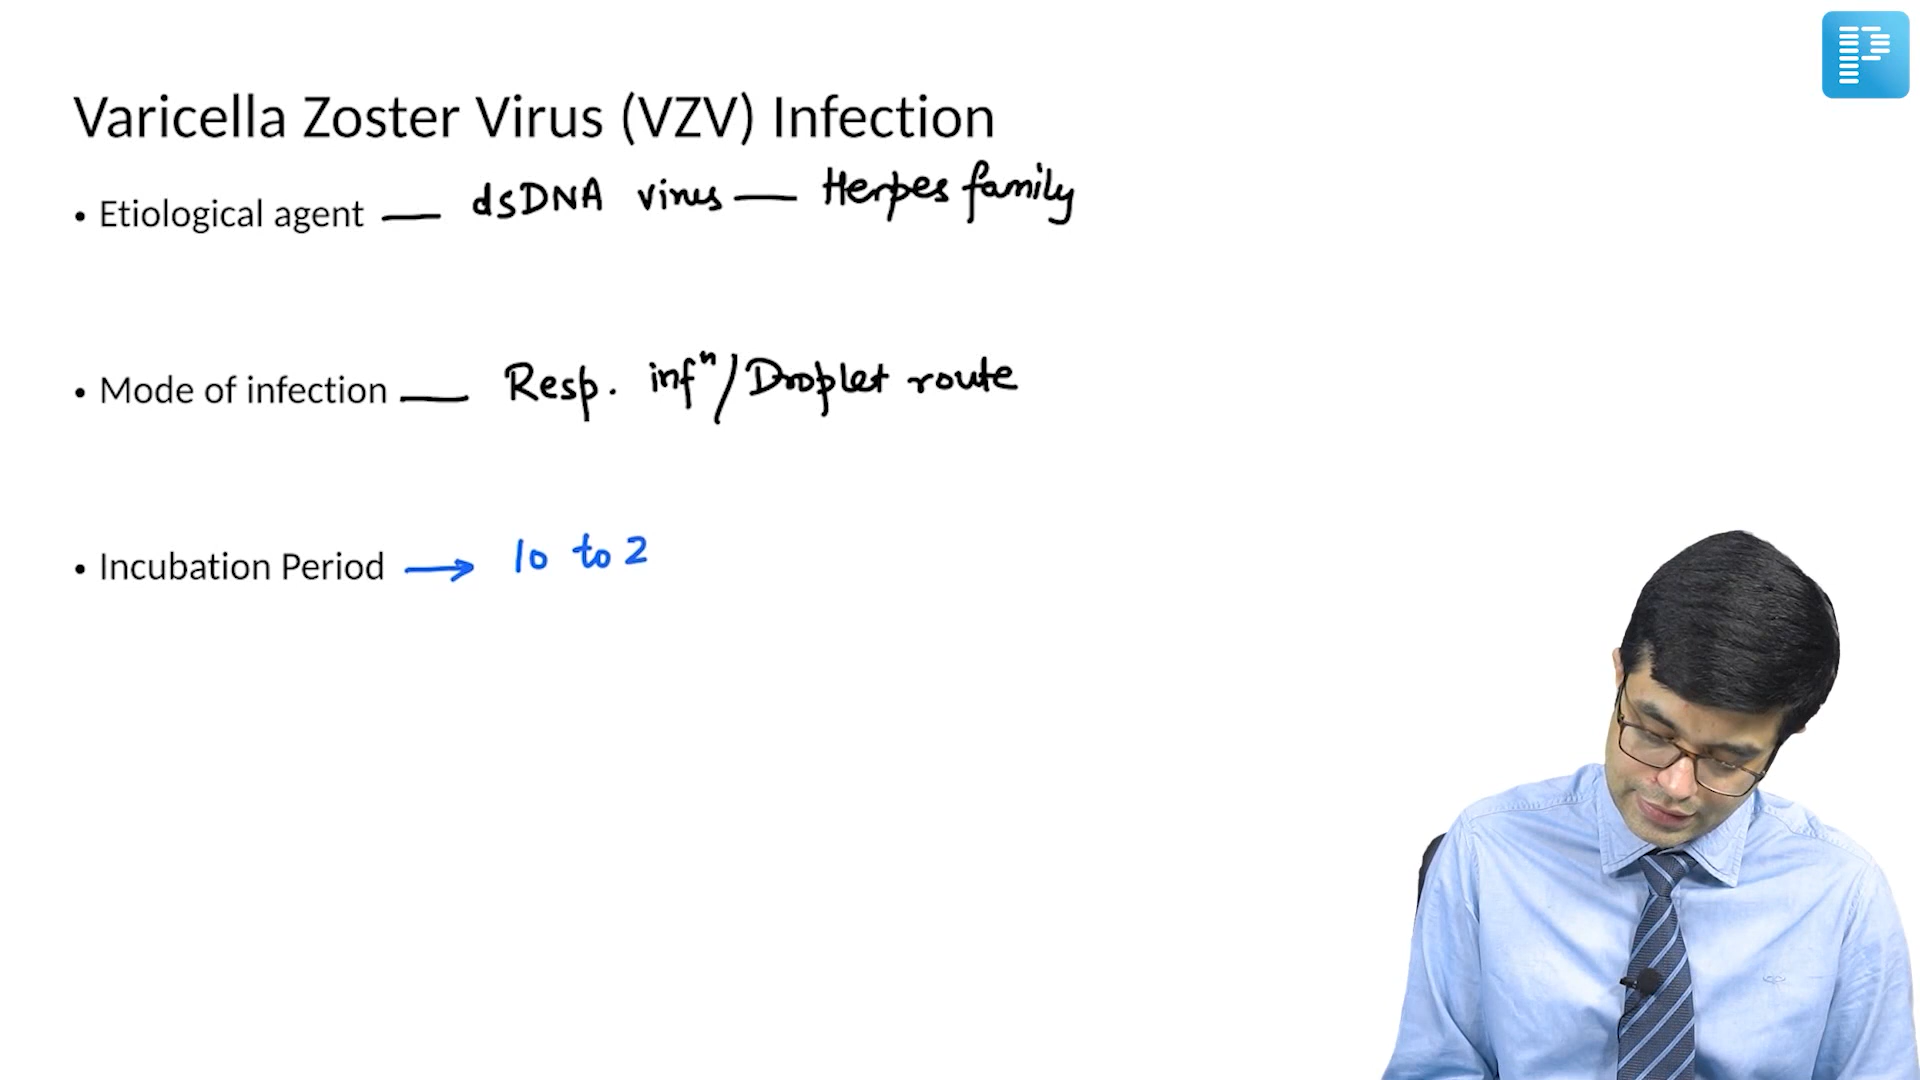 Varicella Zoster Virus (VZV) Infection
• Etiological agent — dsDNA virus — Herpes family
• Mode of infection — Resp. infⁿ/Droplet route
• Incubation Period → 10 to 2